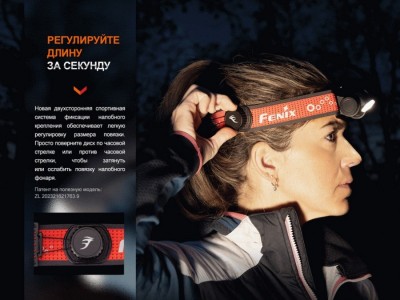 РЕГУЛИРУЙТЕ
ДЛИНУ
ЗА СЕКУНДУ
Новая двухсторонняя спортивная
система фиксации налобного
крепления обеспечивает легкую
регулировку размера повязки.
Просто поверните диск по часовой
стрелке или против часовой
стрелки, чтобы затянуть
или ослабить повязку налобного
фонаря.
Патент на полезную модель:
FENIX